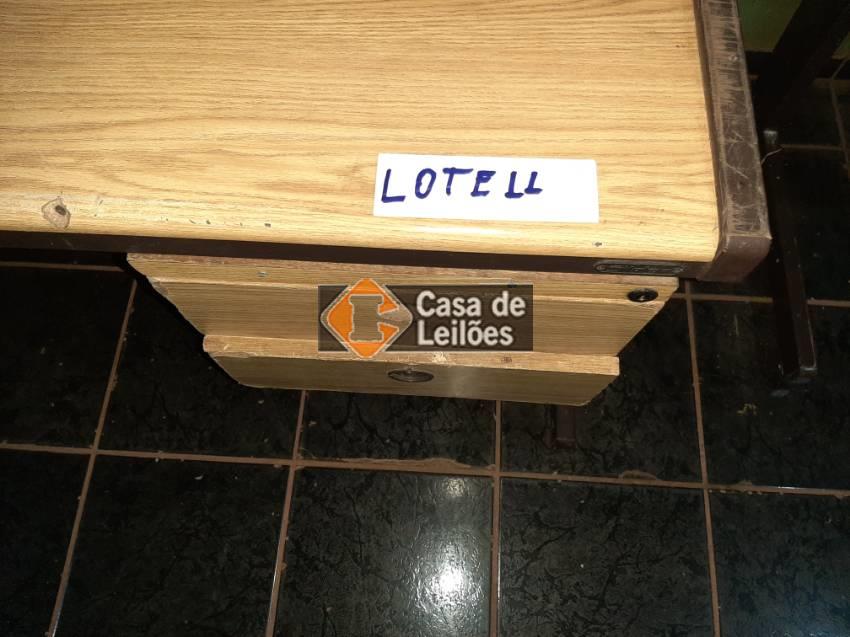 LOTE 11
Casa de
Leilões